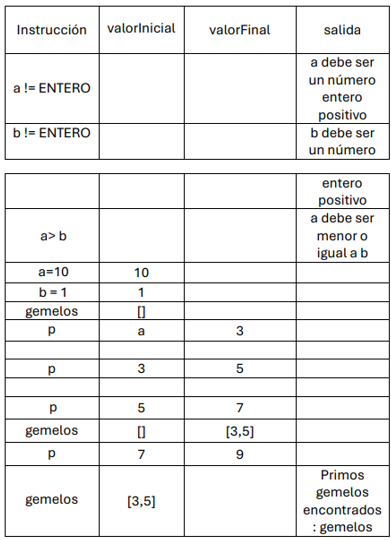 Instrucción valorInicial valorFinal salida
a != ENTERO a debe ser
un número
entero
positivo
b != ENTERO b debe ser
un número
entero
positivo
a> b a debe ser
menor o
igual a b
a=10 10
b = 1 1
gemelos []
p a 3
p 3 5
p 5 7
gemelos [] [3,5]
p 7 9
gemelos [3,5] Primos
gemelos
encontrados
: gemelos